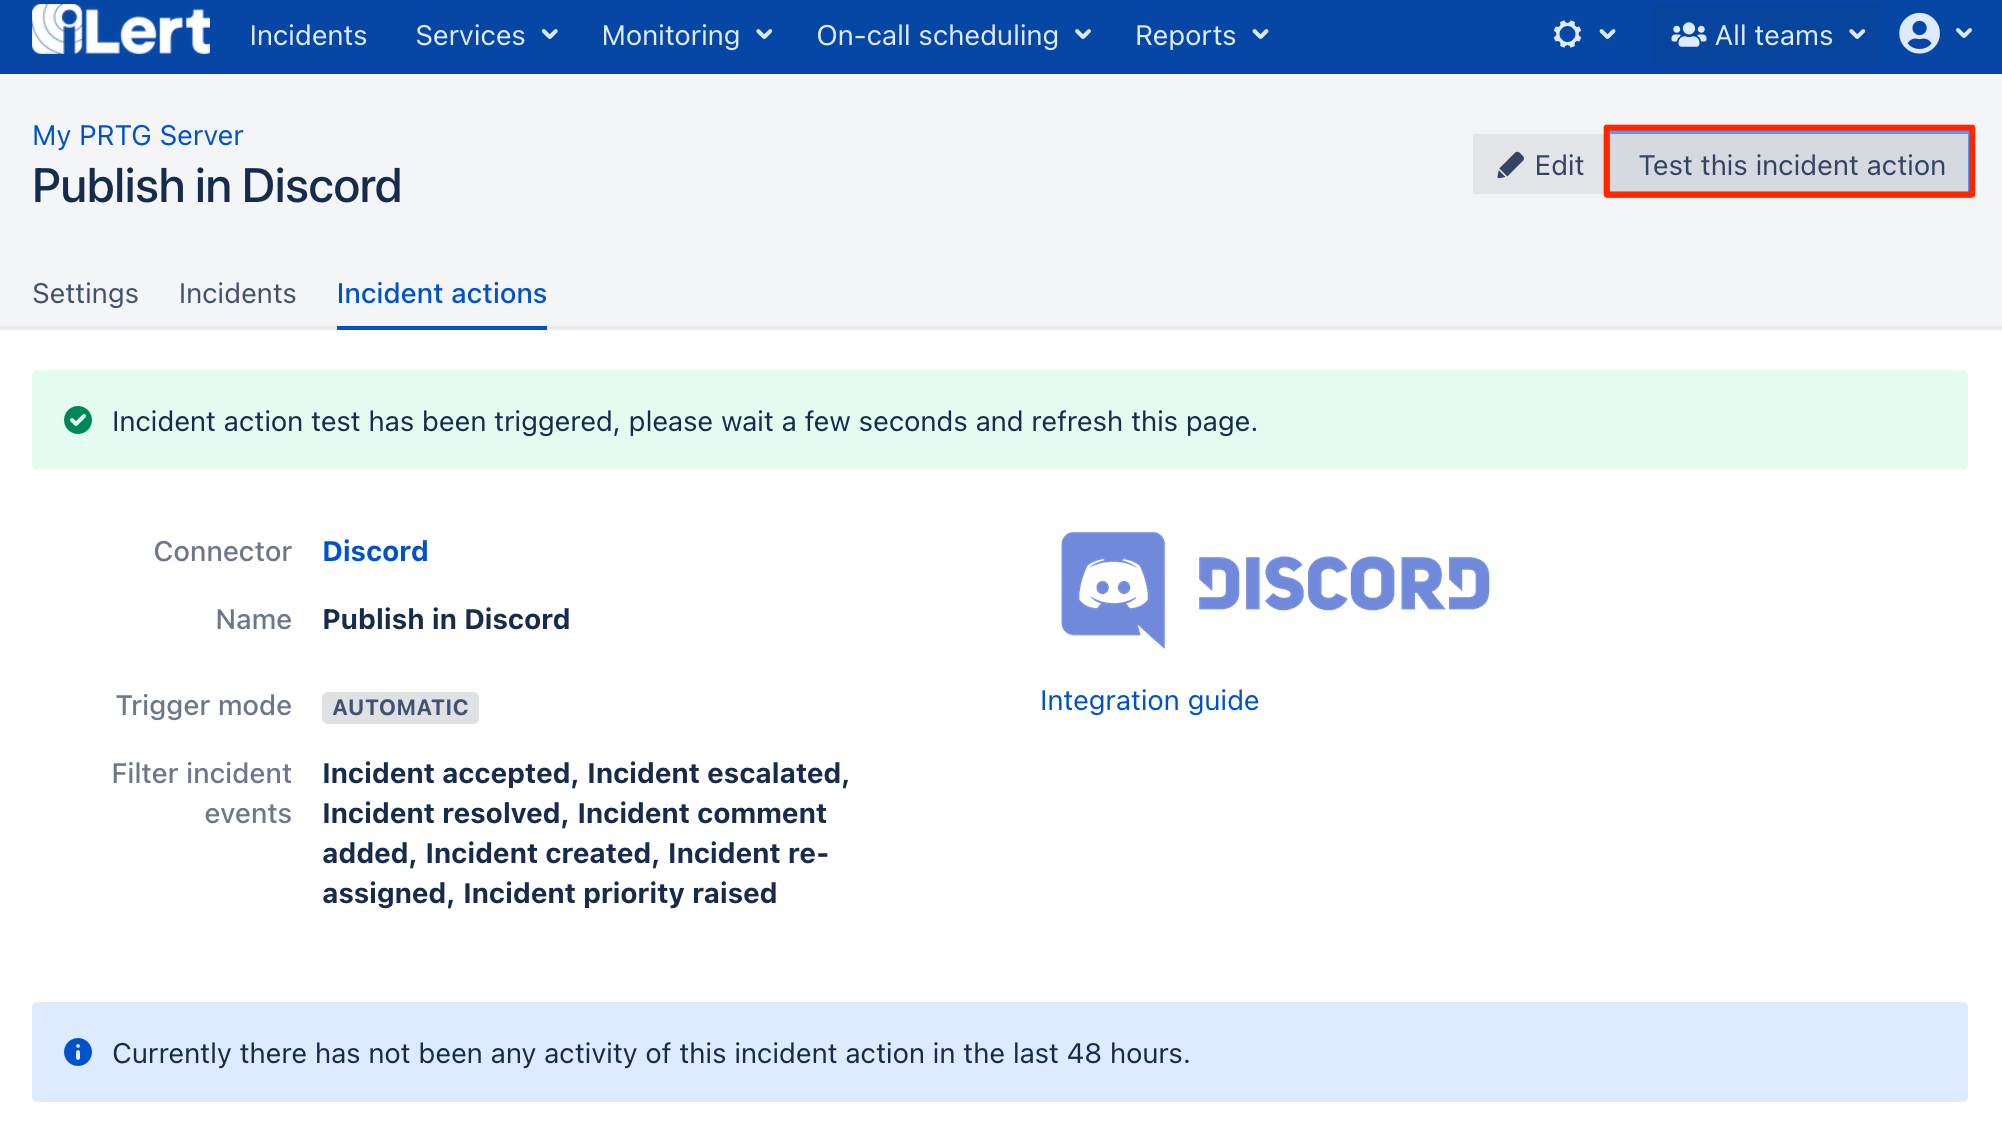 iLert Incidents Services Monitoring On-call scheduling Reports All teams
My PRTG Server
Publish in Discord
Edit Test this incident action
Settings Incidents Incident actions
Incident action test has been triggered, please wait a few seconds and refresh this page.
Connector Discord
Name Publish in Discord
Trigger mode AUTOMATIC
Filter incident events
Incident accepted, Incident escalated,
Incident resolved, Incident comment
added, Incident created, Incident re-
assigned, Incident priority raised
DISCORD
Integration guide
Currently there has not been any activity of this incident action in the last 48 hours.